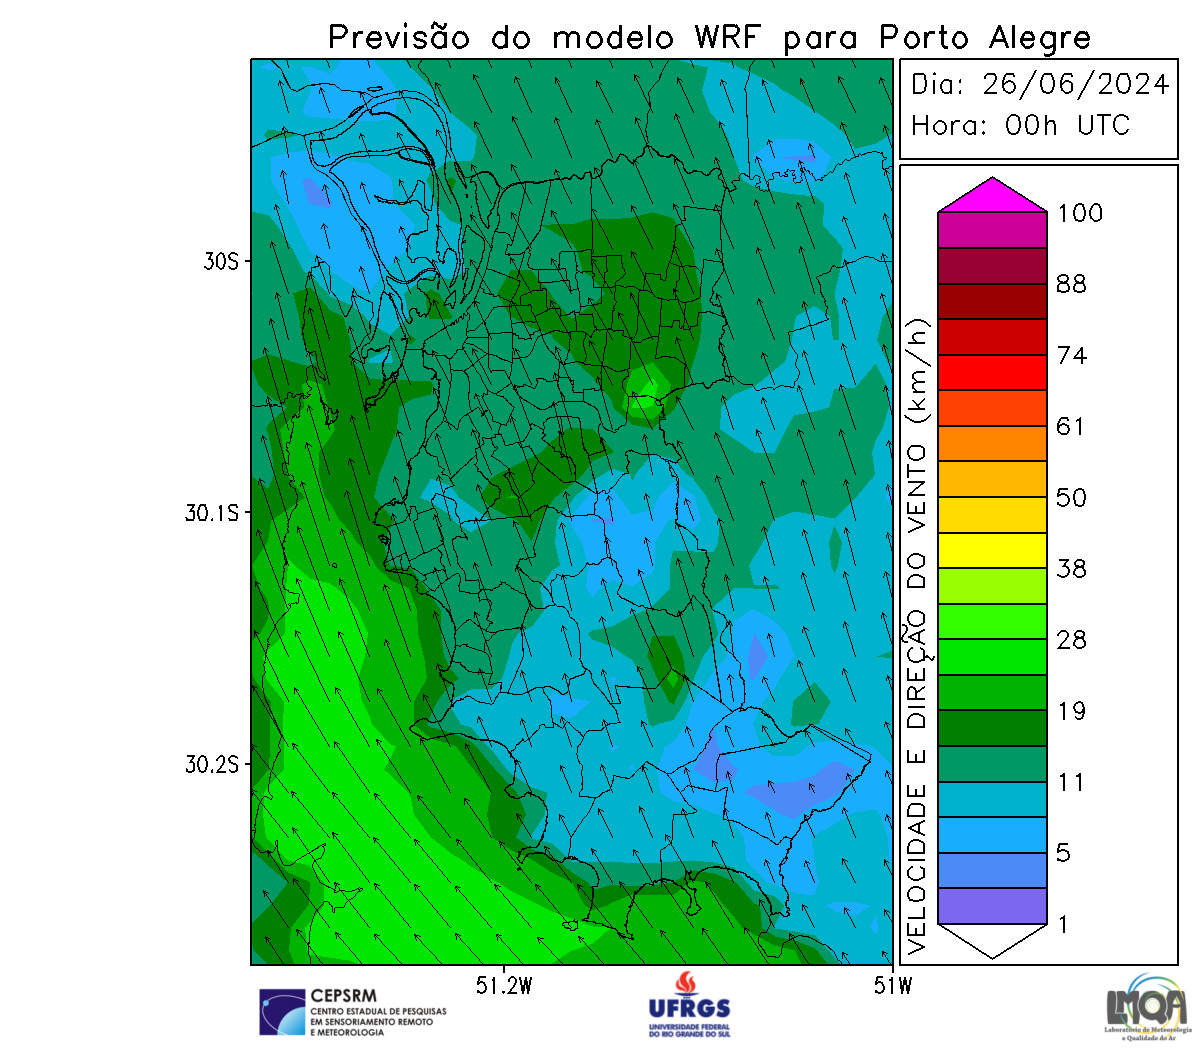 Previsão do modelo WRF para Porto Alegre
Dia: 26/06/2024
Hora: 00h UTC
30S
30.1S
30.2S
51.2W
51W
VELOCIDADE E DIREÇÃO DO VENTO (km/h)
100
88
74
61
50
38
28
19
11
5
1
CEPSRM
CENTRO ESTADUAL DE PESQUISAS
EM SENSORIAMENTO REMOTO
E METEOROLOGIA
UFRGS
UNIVERSIDADE FEDERAL
DO RIO GRANDE DO SUL
LMQA
Laboratório de Meteorologia
e Qualidade do Ar